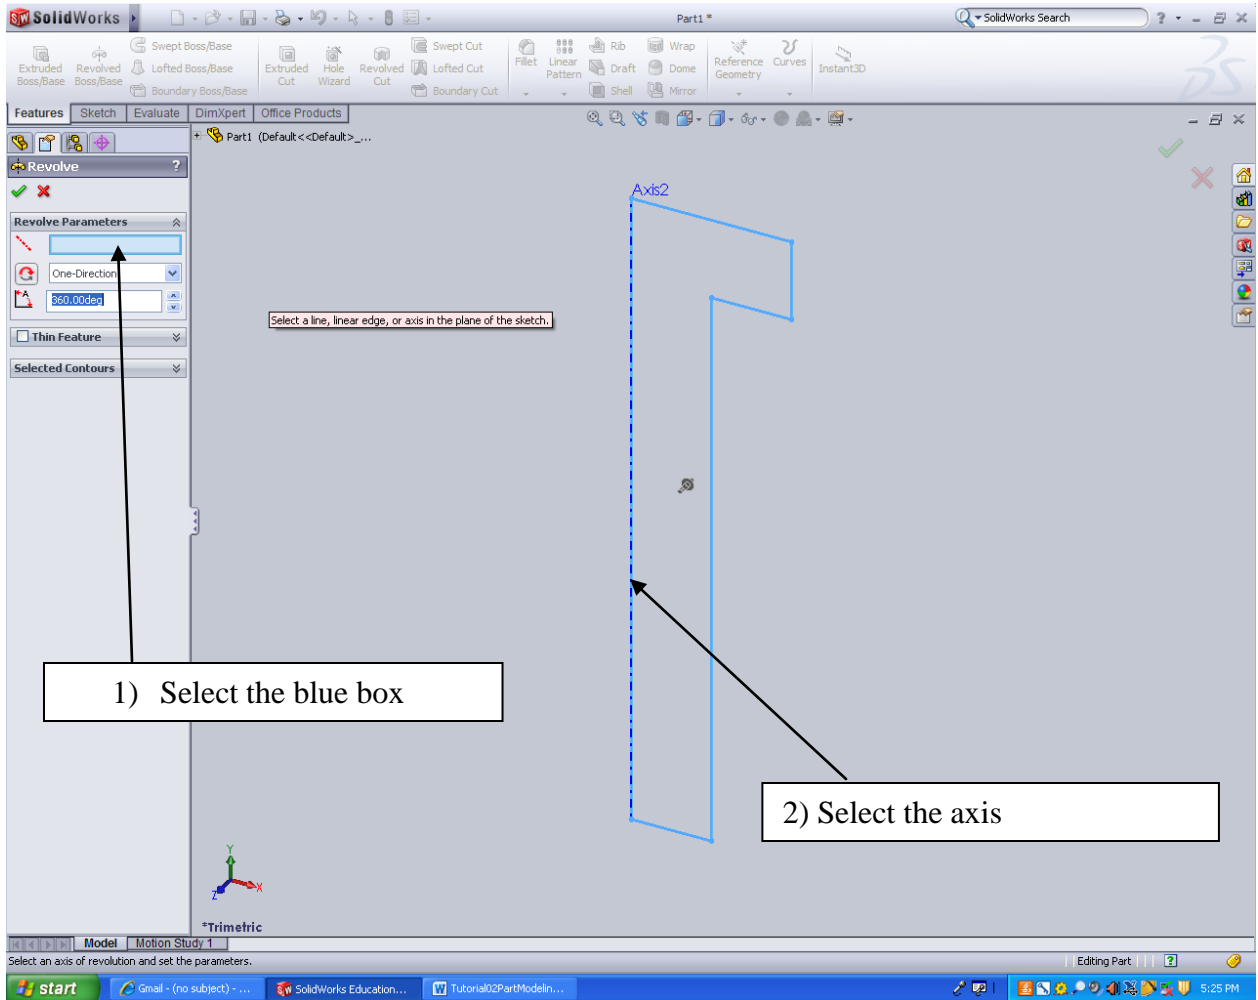 SolidWorks
Part1 *
SolidWorks Search
Extruded Boss/Base
Revolved Boss/Base
Swept Boss/Base
Lofted Boss/Base
Boundary Boss/Base
Extruded Cut
Hole Wizard
Revolved Cut
Swept Cut
Lofted Cut
Boundary Cut
Fillet
Linear Pattern
Rib
Draft
Shell
Wrap
Dome
Mirror
Reference Geometry
Curves
Instant3D
Features Sketch Evaluate DimXpert Office Products
Part1 (Default<<Default>_...
Revolve ?
Revolve Parameters
One-Direction
360.00deg
Thin Feature
Selected Contours
Axis2
Select a line, linear edge, or axis in the plane of the sketch.
1) Select the blue box
2) Select the axis
Y
X
Z
*Trimetric
Model Motion Study 1
Select an axis of revolution and set the parameters.
Editing Part
start
Gmail - (no subject) - ...
SolidWorks Education...
Tutorial02PartModelin...
5:25 PM